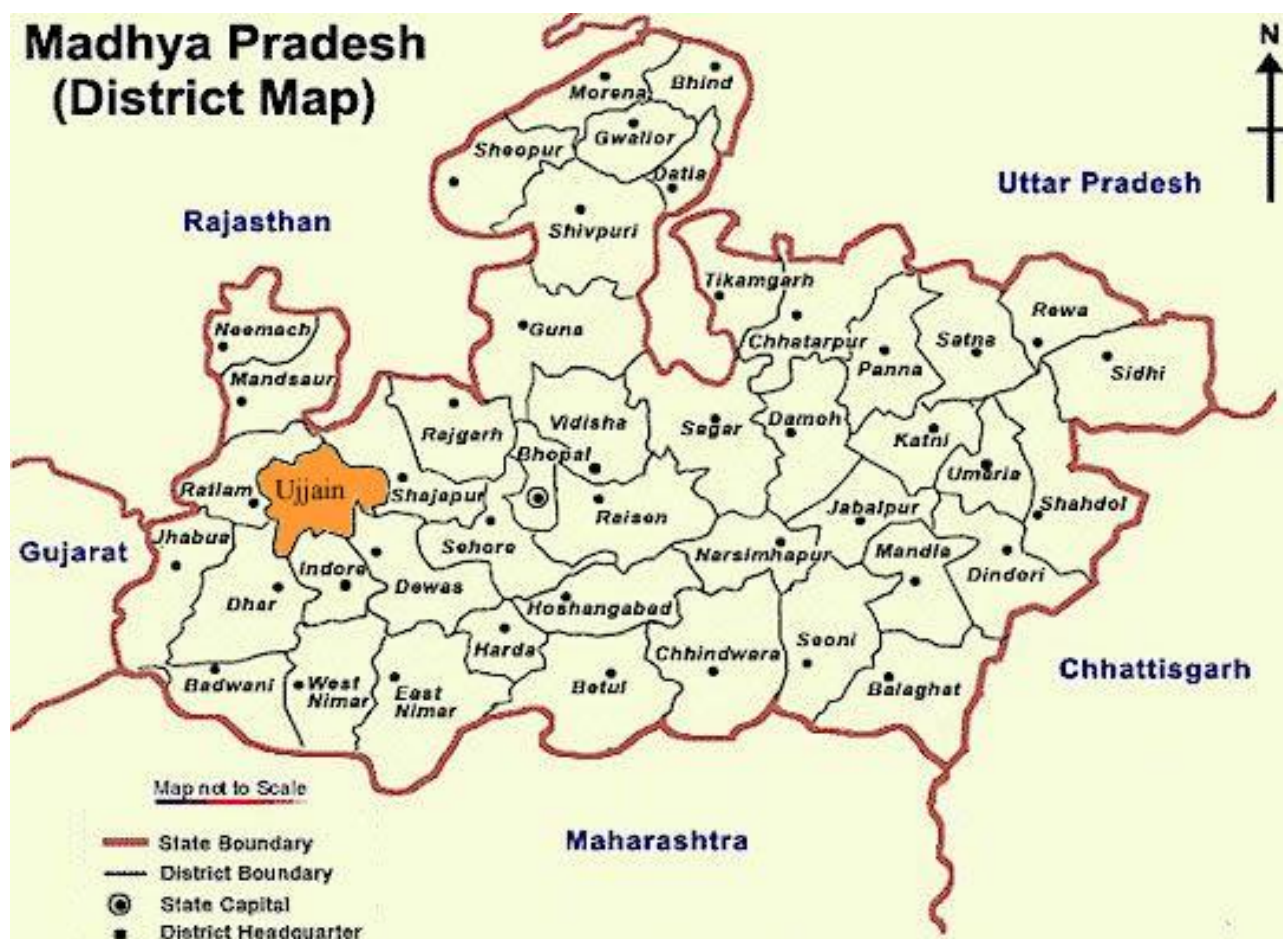 Madhya Pradesh
(District Map)
N
Morena
Bhind
Gwalior
Sheopur
Datia
Uttar Pradesh
Rajasthan
Shivpuri
Tikamgarh
Neemach
Guna
Chhatarpur
Rewa
Satna
Panna
Sidhi
Mandsaur
Rajgarh
Vidisha
Sagar
Damoh
Katni
Bhopal
Umaria
Ratlam
Ujjain
Shajapur
Raisen
Jabalpur
Shahdol
Jhabua
Gujarat
Sehore
Narsimhapur
Mandla
Indore
Dewas
Dindori
Dhar
Hoshangabad
Harda
Chhindwara
Seoni
Chhattisgarh
Badwani
West
Nimar
East
Nimar
Betul
Balaghat
Map not to Scale
Maharashtra
State Boundary
District Boundary
State Capital
District Headquarter